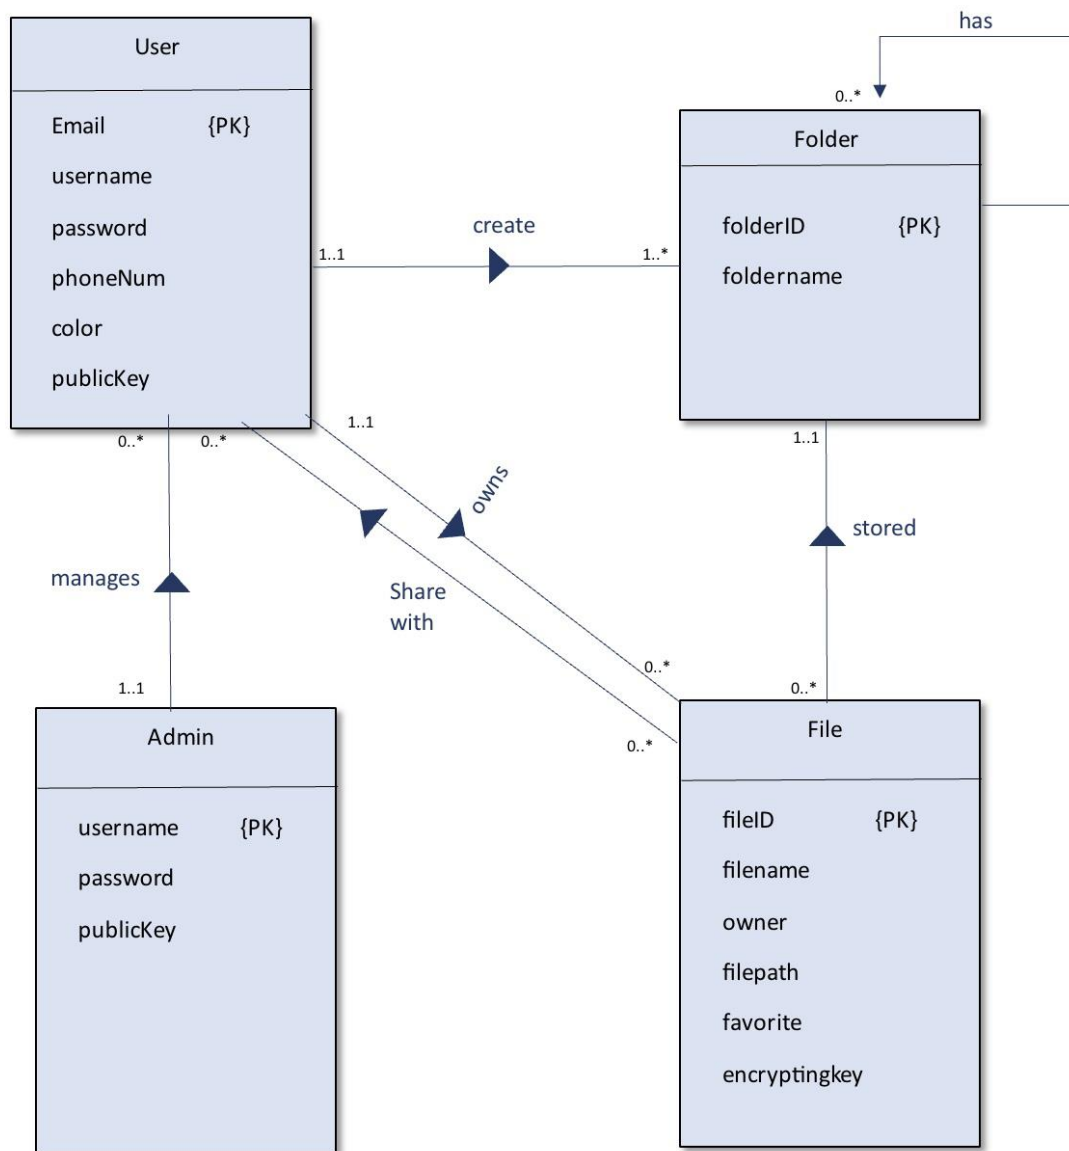 has
User
Email {PK}
username
password
phoneNum
color
publicKey
0..*
Folder
folderID {PK}
foldername
create
1..1
1..*
0..*
0..*
1..1
owns
1..1
stored
manages
Share
with
0..*
0..*
0..*
1..1
Admin
username {PK}
password
publicKey
File
fileID {PK}
filename
owner
filepath
favorite
encryptingkey